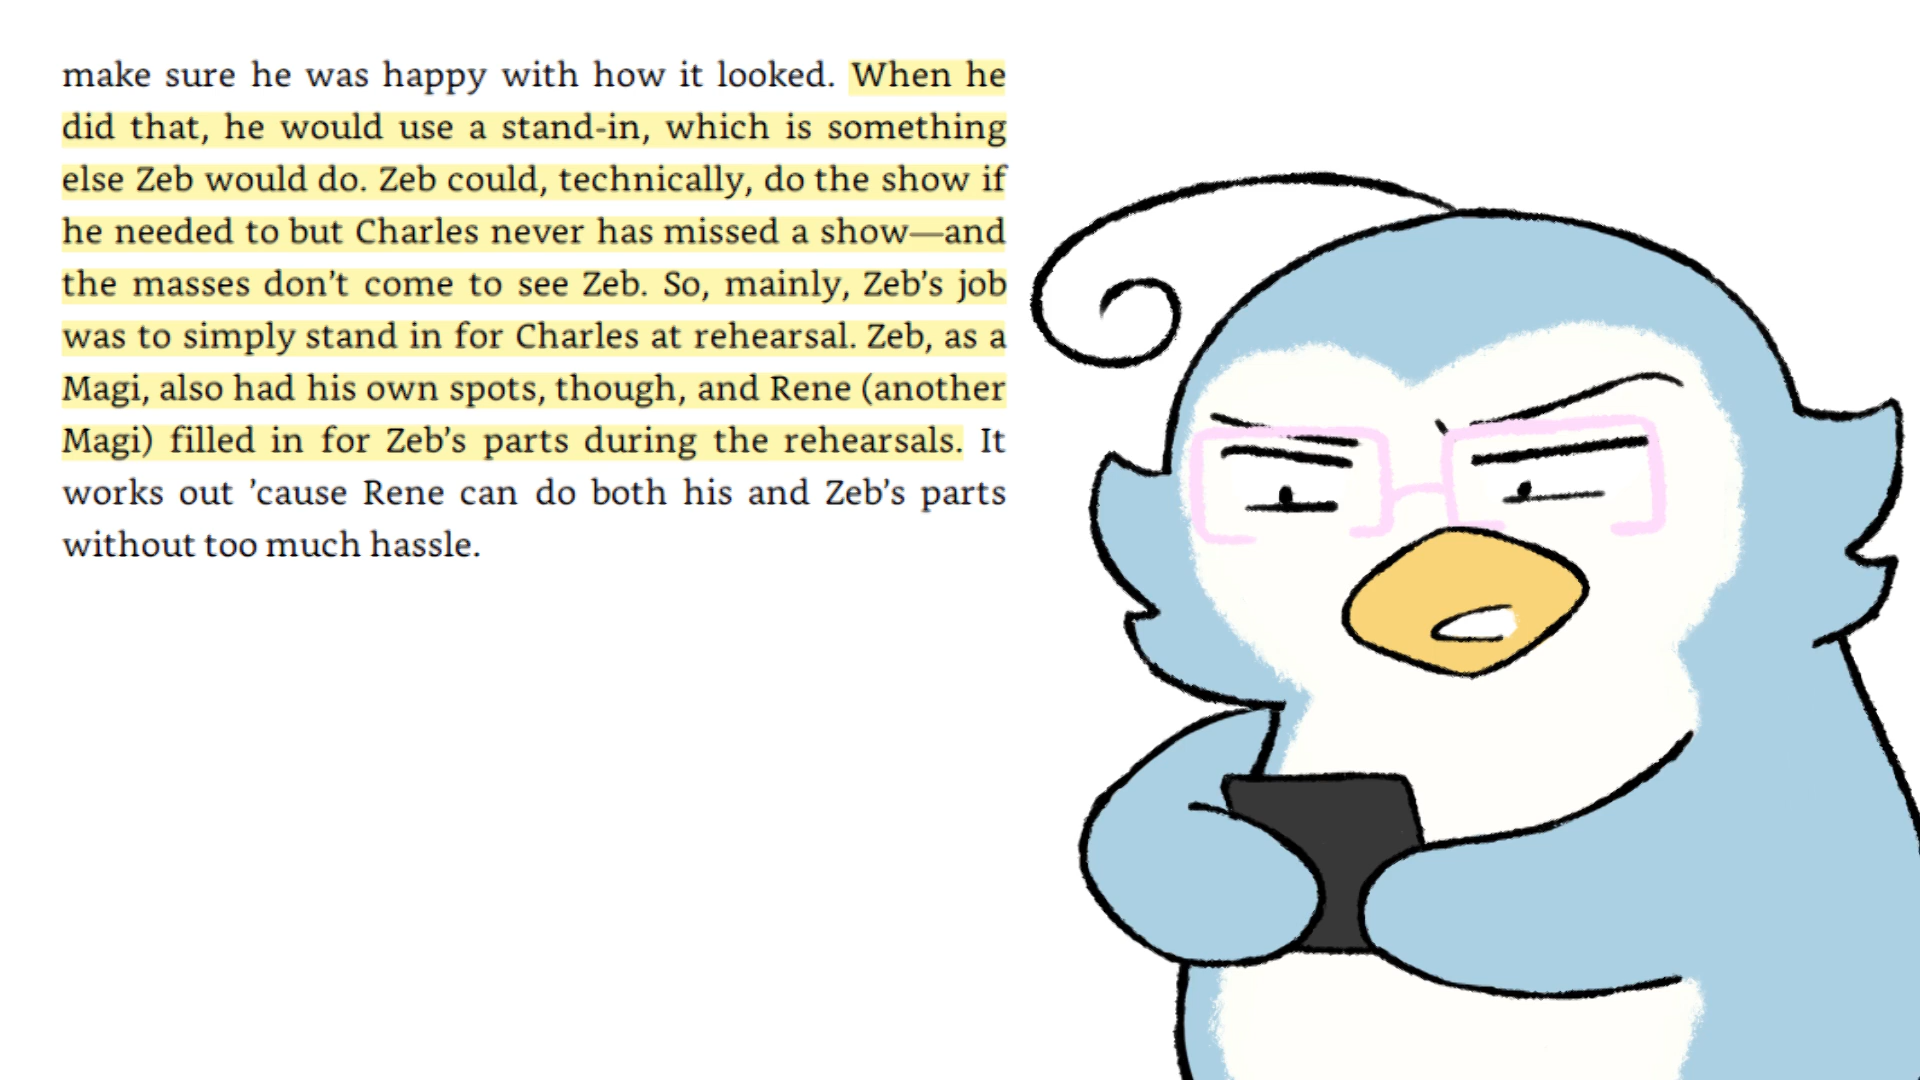 make sure he was happy with how it looked. When he
did that, he would use a stand-in, which is something
else Zeb would do. Zeb could, technically, do the show if
he needed to but Charles never has missed a show—and
the masses don’t come to see Zeb. So, mainly, Zeb’s job
was to simply stand in for Charles at rehearsal. Zeb, as a
Magi, also had his own spots, though, and Rene (another
Magi) filled in for Zeb’s parts during the rehearsals. It
works out ’cause Rene can do both his and Zeb’s parts
without too much hassle.